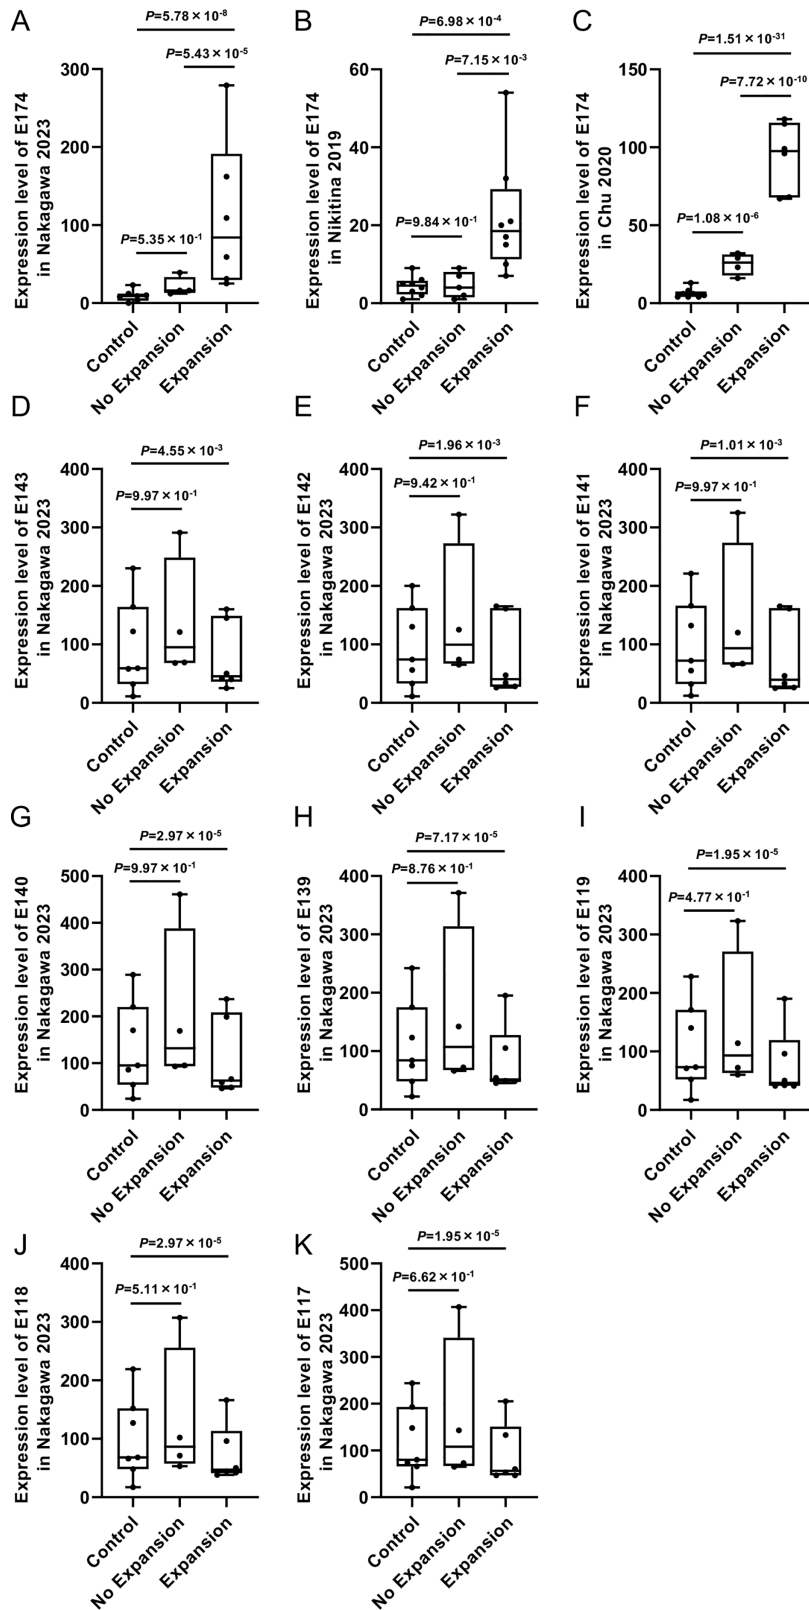 A
P=5.78 × 10-8
P=5.43 × 10-5
P=5.35 × 10-1
Expression level of E174
in Nakagawa 2023
300
200
100
0
Control
No Expansion
Expansion
B
P=6.98 × 10-4
P=7.15 × 10-3
P=9.84 × 10-1
Expression level of E174
in Nikitina 2019
60
40
20
0
Control
No Expansion
Expansion
C
P=1.51 × 10-31
P=7.72 × 10-10
P=1.08 × 10-6
Expression level of E174
in Chu 2020
150
100
50
0
Control
No Expansion
Expansion
D
P=4.55 × 10-3
P=9.97 × 10-1
Expression level of E143
in Nakagawa 2023
400
300
200
100
0
Control
No Expansion
Expansion
E
P=1.96 × 10-3
P=9.42 × 10-1
Expression level of E142
in Nakagawa 2023
400
300
200
100
0
Control
No Expansion
Expansion
F
P=1.01 × 10-3
P=9.97 × 10-1
Expression level of E141
in Nakagawa 2023
400
300
200
100
0
Control
No Expansion
Expansion
G
P=2.97 × 10-5
P=9.97 × 10-1
Expression level of E140
in Nakagawa 2023
500
400
300
200
100
0
Control
No Expansion
Expansion
H
P=7.17 × 10-5
P=8.76 × 10-1
Expression level of E139
in Nakagawa 2023
400
300
200
100
0
Control
No Expansion
Expansion
I
P=1.95 × 10-5
P=4.77 × 10-1
Expression level of E119
in Nakagawa 2023
400
300
200
100
0
Control
No Expansion
Expansion
J
P=2.97 × 10-5
P=5.11 × 10-1
Expression level of E118
in Nakagawa 2023
400
300
200
100
0
Control
No Expansion
Expansion
K
P=1.95 × 10-5
P=6.62 × 10-1
Expression level of E117
in Nakagawa 2023
500
400
300
200
100
0
Control
No Expansion
Expansion